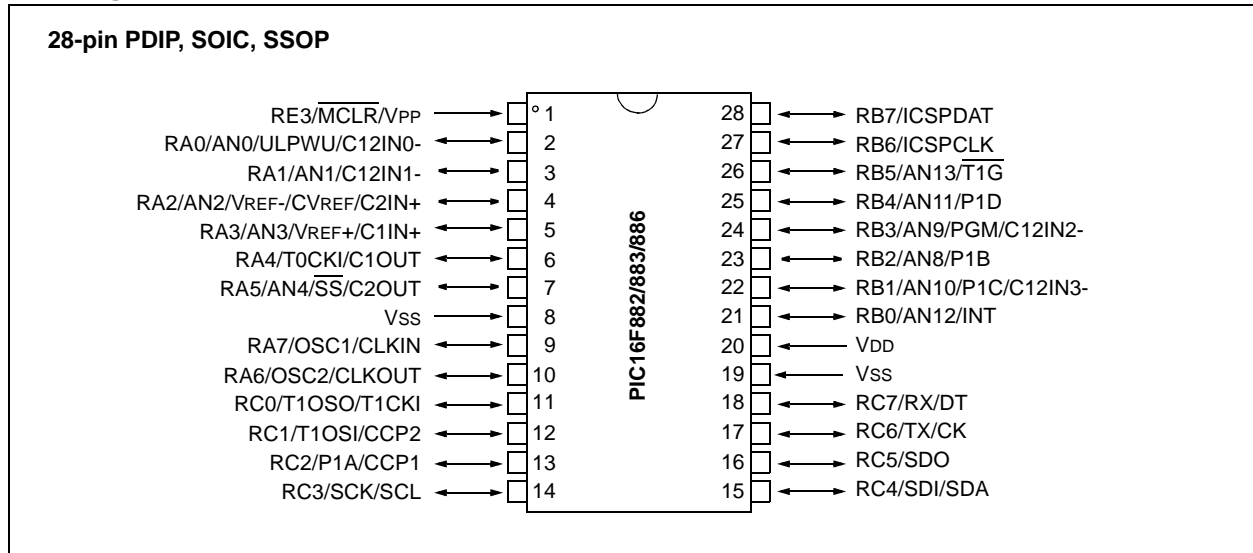 28-pin PDIP, SOIC, SSOP
RE3/MCLR/VPP 1 28 RB7/ICSPDAT
RA0/AN0/ULPWU/C12IN0- 2 27 RB6/ICSPCLK
RA1/AN1/C12IN1- 3 26 RB5/AN13/T1G
RA2/AN2/VREF-/CVREF/C2IN+ 4 25 RB4/AN11/P1D
RA3/AN3/VREF+/C1IN+ 5 24 RB3/AN9/PGM/C12IN2-
RA4/T0CKI/C1OUT 6 23 RB2/AN8/P1B
RA5/AN4/SS/C2OUT 7 22 RB1/AN10/P1C/C12IN3-
VSS 8 21 RB0/AN12/INT
RA7/OSC1/CLKIN 9 20 VDD
RA6/OSC2/CLKOUT 10 19 VSS
RC0/T1OSO/T1CKI 11 18 RC7/RX/DT
RC1/T1OSI/CCP2 12 17 RC6/TX/CK
RC2/P1A/CCP1 13 16 RC5/SDO
RC3/SCK/SCL 14 15 RC4/SDI/SDA
PIC16F882/883/886